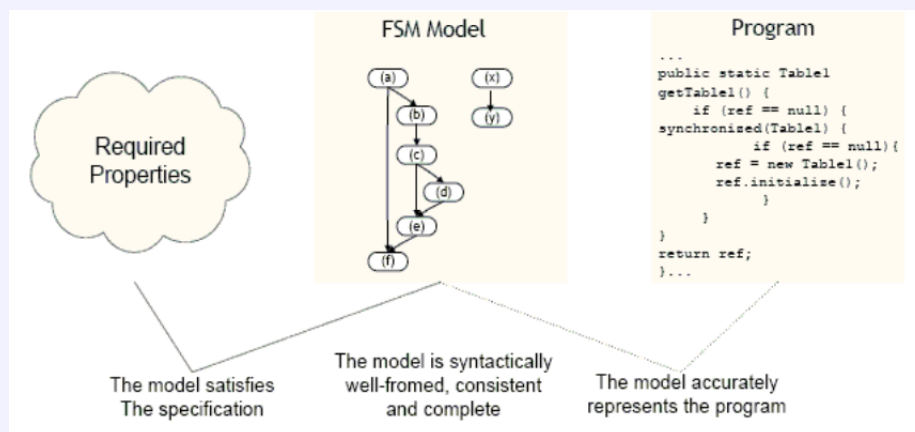 FSM Model
Program
Required
Properties
(a)
(x)
(b)
(y)
(c)
(d)
(e)
(f)
...
public static Table1
getTable1() {
if (ref == null) {
synchronized(Table1) {
if (ref == null){
ref = new Table1();
ref.initialize();
}
}
}
return ref;
}...
The model satisfies
The specification
The model is syntactically
well-fromed, consistent
and complete
The model accurately
represents the program